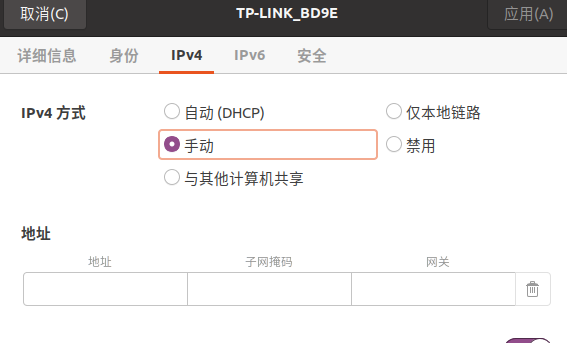 取消(C) TP-LINK_BD9E 应用(A)
详细信息 身份 IPv4 IPv6 安全
IPv4 方式 自动 (DHCP) 仅本地链路
手动 禁用
与其他计算机共享
地址
地址 子网掩码 网关